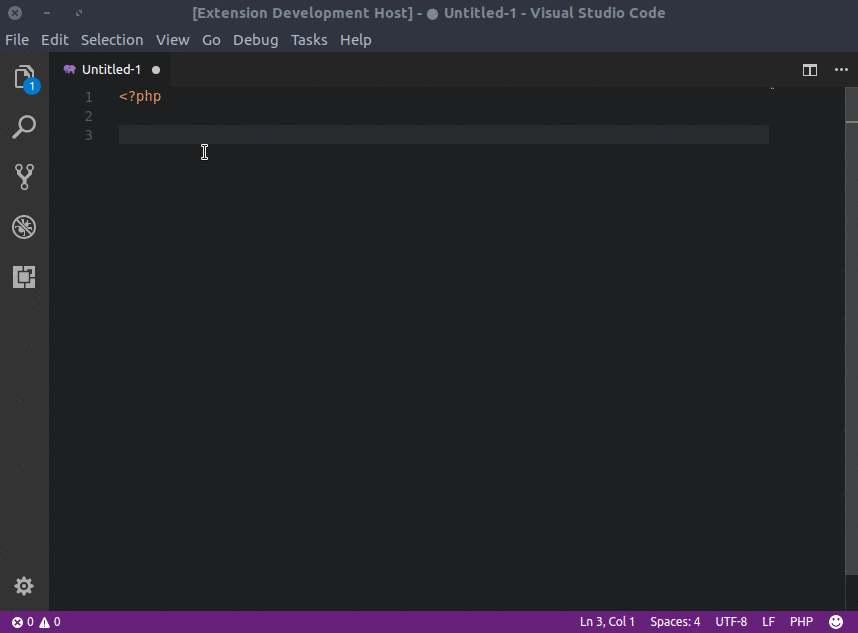 [Extension Development Host] - ● Untitled-1 - Visual Studio Code
File Edit Selection View Go Debug Tasks Help
Untitled-1 ●
1
1 <?php
2
3
0 0 Ln 3, Col 1 Spaces: 4 UTF-8 LF PHP